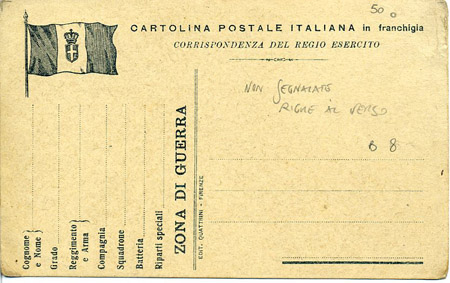 50
CARTOLINA POSTALE ITALIANA in franchigia
CORRISPONDENZA DEL REGIO ESERCITO
NON SEGNALATE
RIGHE AL VERSO
8
Cognome
e Nome
Grado
Reggimento
e Arma
Compagnia
Squadrone
Batteria
Riparti speciali
ZONA DI GUERRA
EDIT. QUATTRINI - FIRENZE